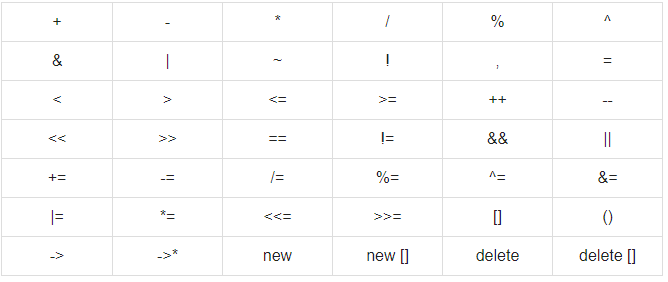 + - * / % ^
& | ~ ! , =
< > <= >= ++ --
<< >> == != && ||
+= -= /= %= ^= &=
|= *= <<= >>= [] ()
-> ->* new new [] delete delete []